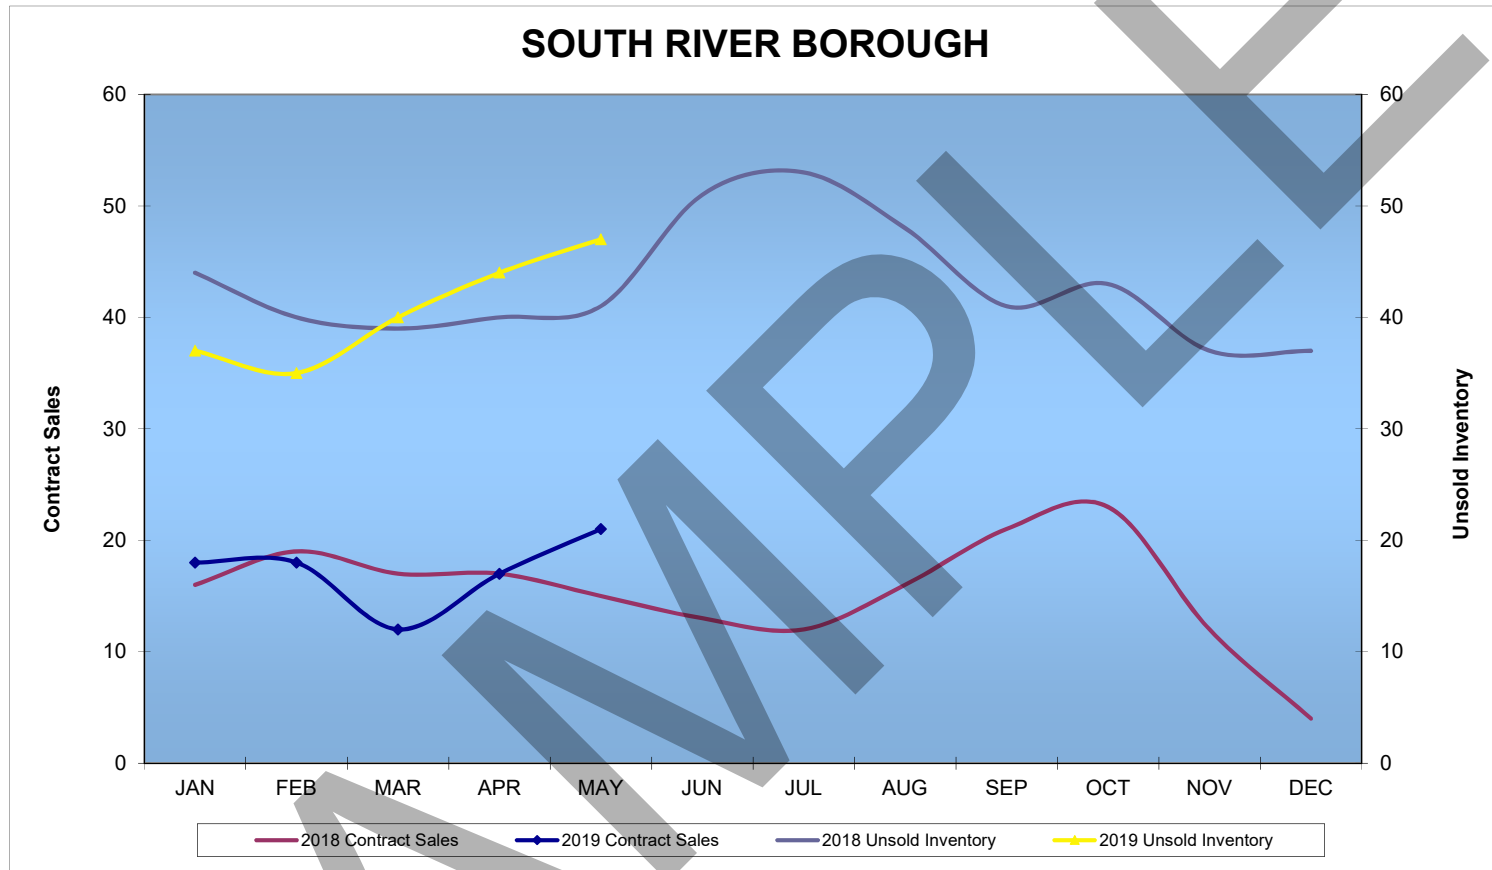 SOUTH RIVER BOROUGH
60
50
40
30
20
10
0
Contract Sales
60
50
40
30
20
10
0
Unsold Inventory
JAN FEB MAR APR MAY JUN JUL AUG SEP OCT NOV DEC
2018 Contract Sales 2019 Contract Sales 2018 Unsold Inventory 2019 Unsold Inventory
AMPLE